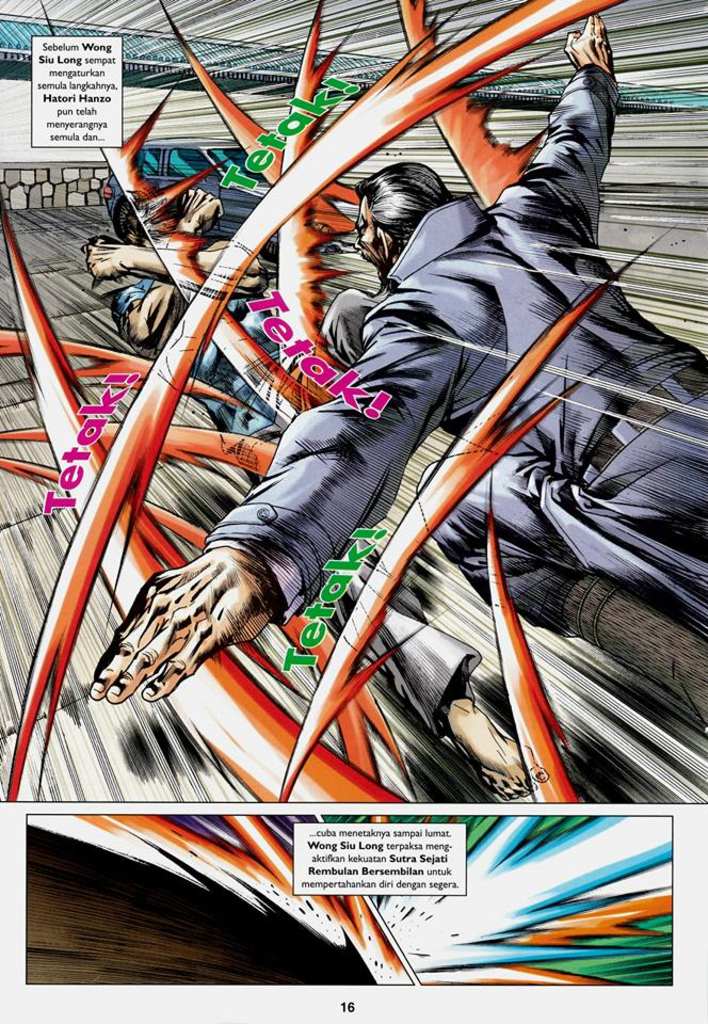 Sebelum Wong
Siu Long sempat
mengaturkan
semula langkahnya,
Hatori Hanzo
pun telah
menyerangnya
semula dan...
Tetak!
Tetak!
Tetak!
Tetak!
...cuba menetaknya sampai lumat.
Wong Siu Long terpaksa meng-
aktifkan kekuatan Sutra Sejati
Rembulan Bersembilan untuk
mempertahankan diri dengan segera.
16